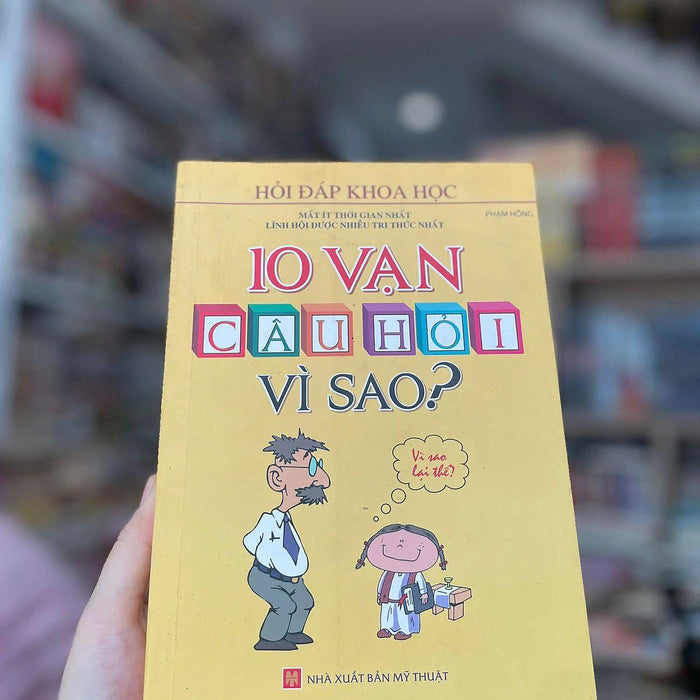 HỎI ĐÁP KHOA HỌC
MẤT ÍT THỜI GIAN NHẤT
LĨNH HỘI ĐƯỢC NHIỀU TRI THỨC NHẤT
PHẠM HỒNG
10 VẠN
CÂU HỎI
VÌ SAO?
Vì sao
lại thế?
NHÀ XUẤT BẢN MỸ THUẬT